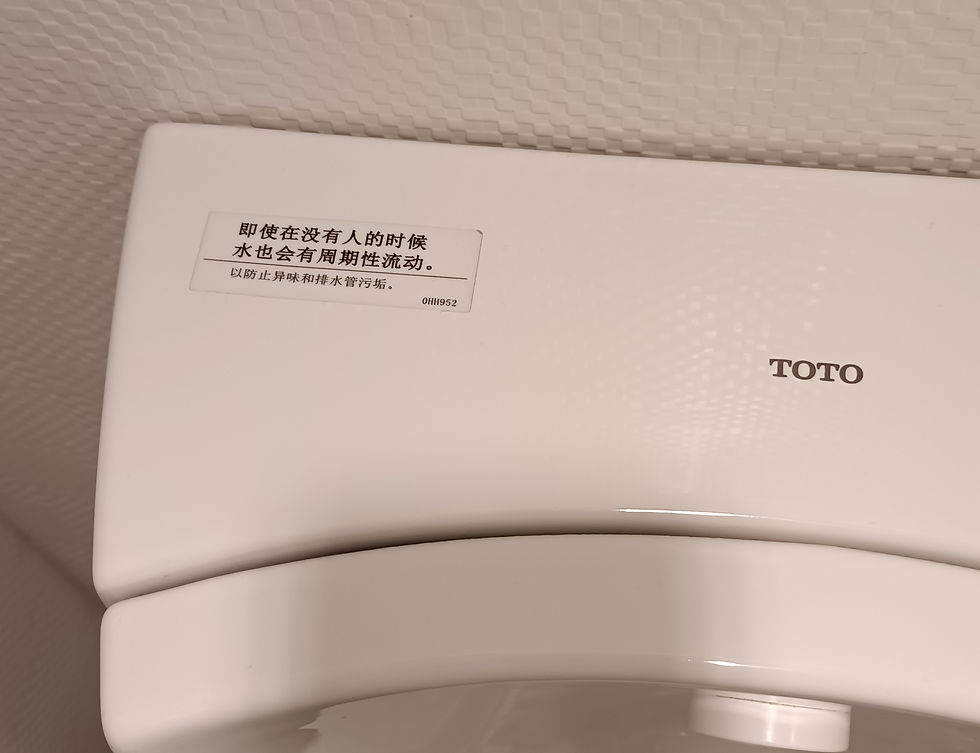 即使在没有人的时候
水也会有周期性流动。
以防止异味和排水管污垢。
0HH952
TOTO